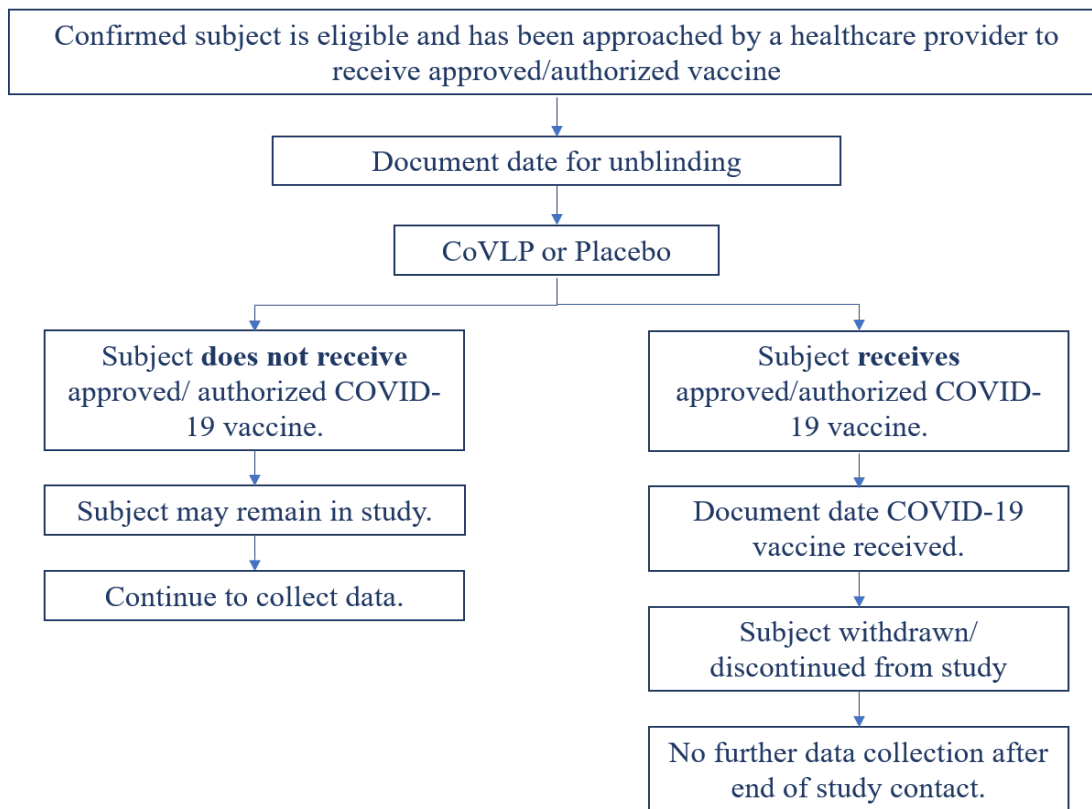 Confirmed subject is eligible and has been approached by a healthcare provider to
receive approved/authorized vaccine
Document date for unblinding
CoVLP or Placebo
Subject does not receive
approved/ authorized COVID-
19 vaccine.
Subject may remain in study.
Continue to collect data.
Subject receives
approved/authorized COVID-
19 vaccine.
Document date COVID-19
vaccine received.
Subject withdrawn/
discontinued from study
No further data collection after
end of study contact.